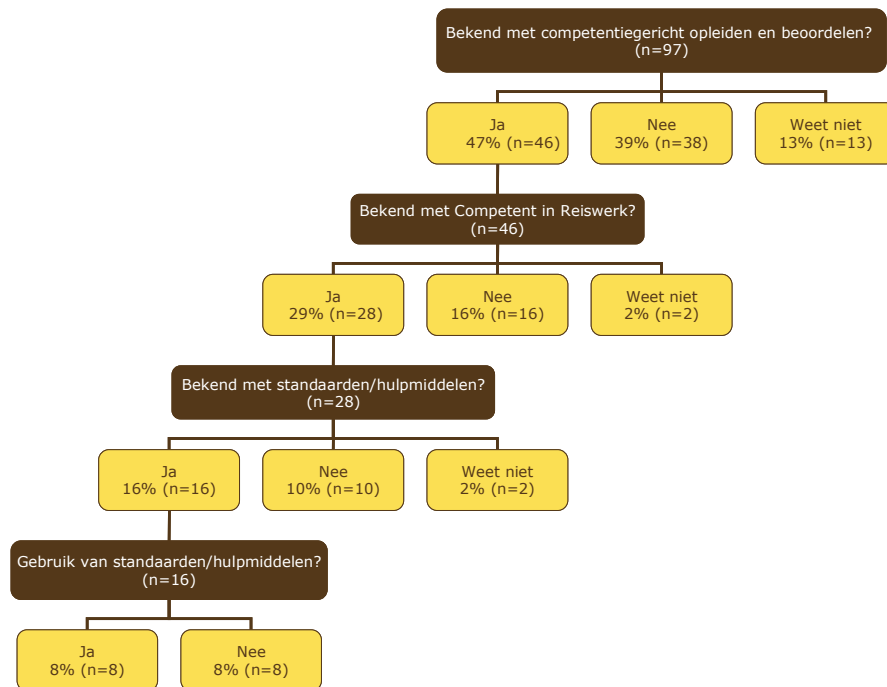 Bekend met competentiegericht opleiden en beoordelen?
(n=97)
Ja
47% (n=46)
Nee
39% (n=38)
Weet niet
13% (n=13)
Bekend met Competent in Reiswerk?
(n=46)
Ja
29% (n=28)
Nee
16% (n=16)
Weet niet
2% (n=2)
Bekend met standaarden/hulpmiddelen?
(n=28)
Ja
16% (n=16)
Nee
10% (n=10)
Weet niet
2% (n=2)
Gebruik van standaarden/hulpmiddelen?
(n=16)
Ja
8% (n=8)
Nee
8% (n=8)